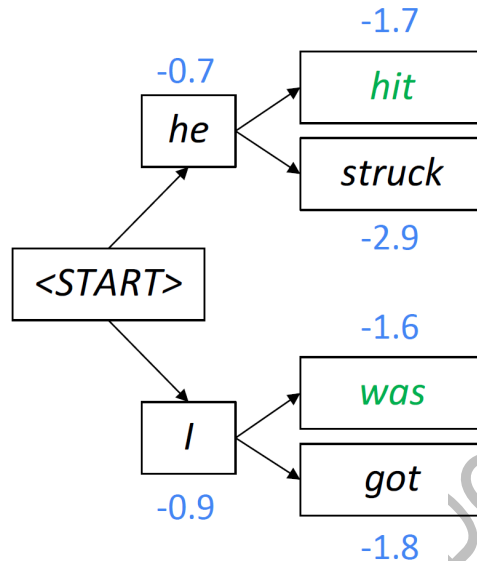 -1.7
-0.7
hit
he
struck
-2.9
<START>
-1.6
was
I
got
-0.9
-1.8